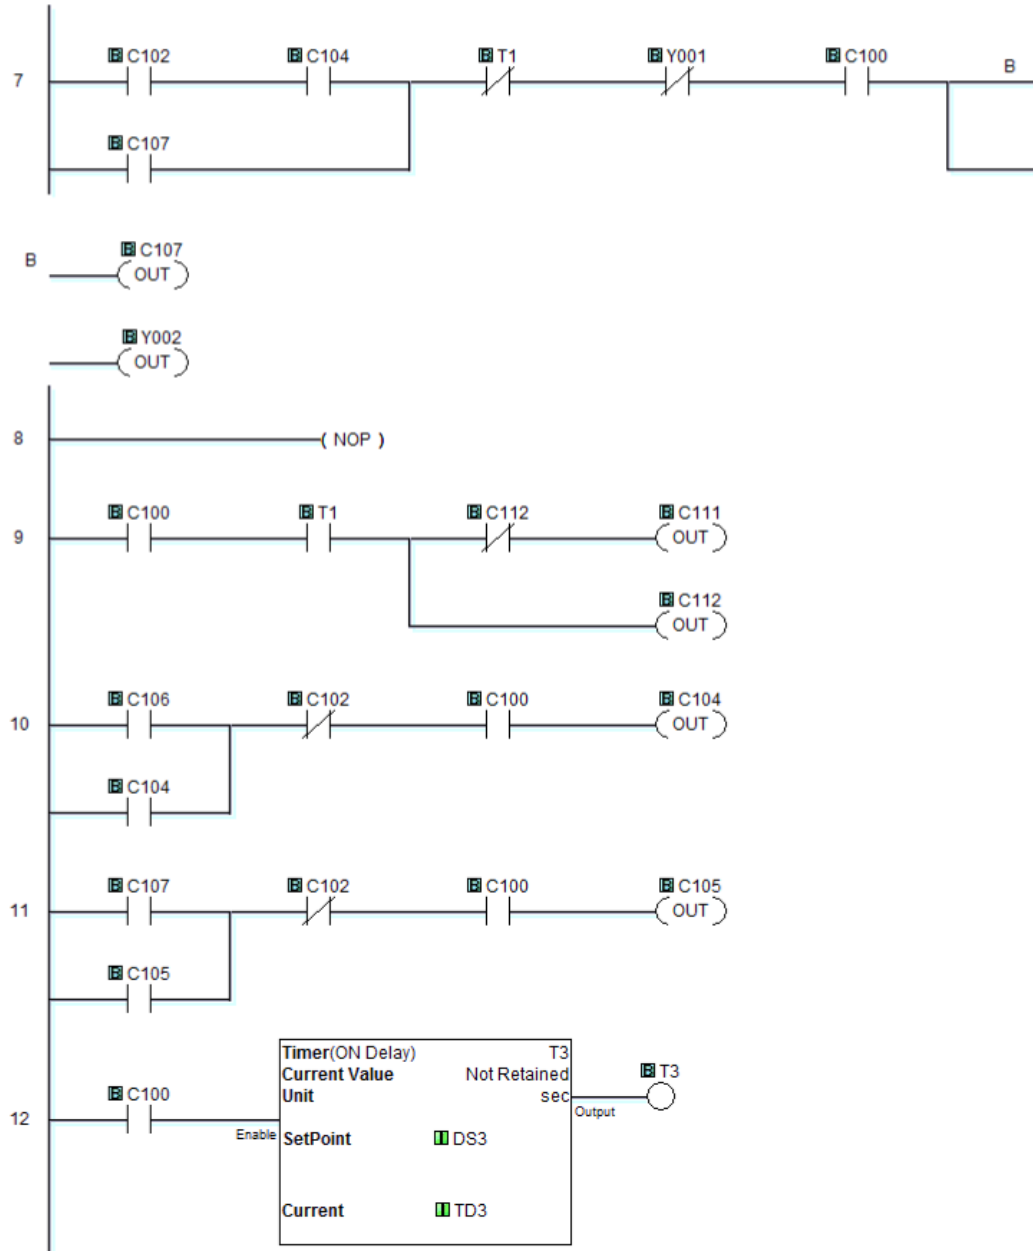 C102 C104 T1 Y001 C100
7 B
C107
C107
B OUT
Y002
OUT
8 ( NOP )
C100 T1 C112 C111
9 OUT
C112
OUT
C106 C102 C100 C104
10 OUT
C104
C107 C102 C100 C105
11 OUT
C105
Timer(ON Delay) T3
Current Value Not Retained
Unit sec
T3
C100
Output
12
Enable
SetPoint DS3
Current TD3